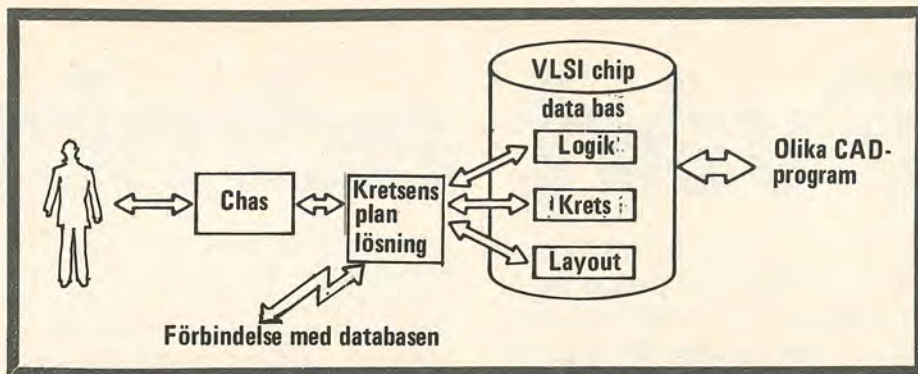 VLSI chip
data bas
Logik
Krets
Layout
Olika CAD-
program
Chas
Kretsens
plan
lösning
Förbindelse med databasen